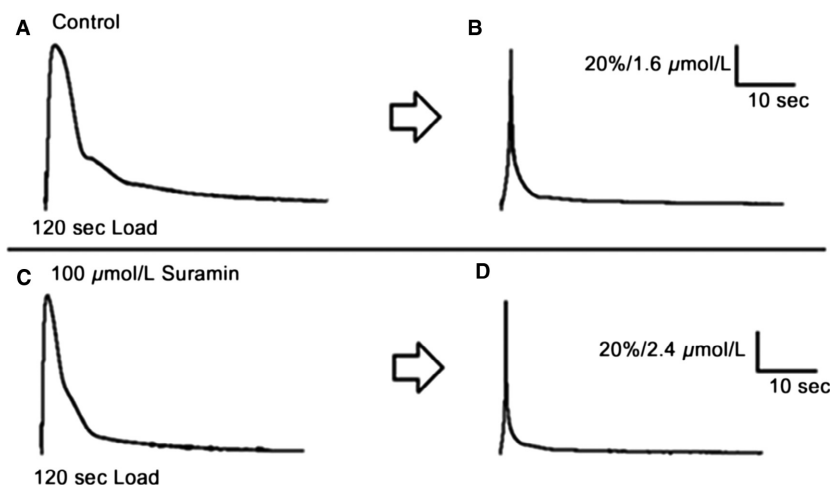 A Control
B
20%/1.6 µmol/L
10 sec
120 sec Load
C 100 µmol/L Suramin
D
20%/2.4 µmol/L
10 sec
120 sec Load